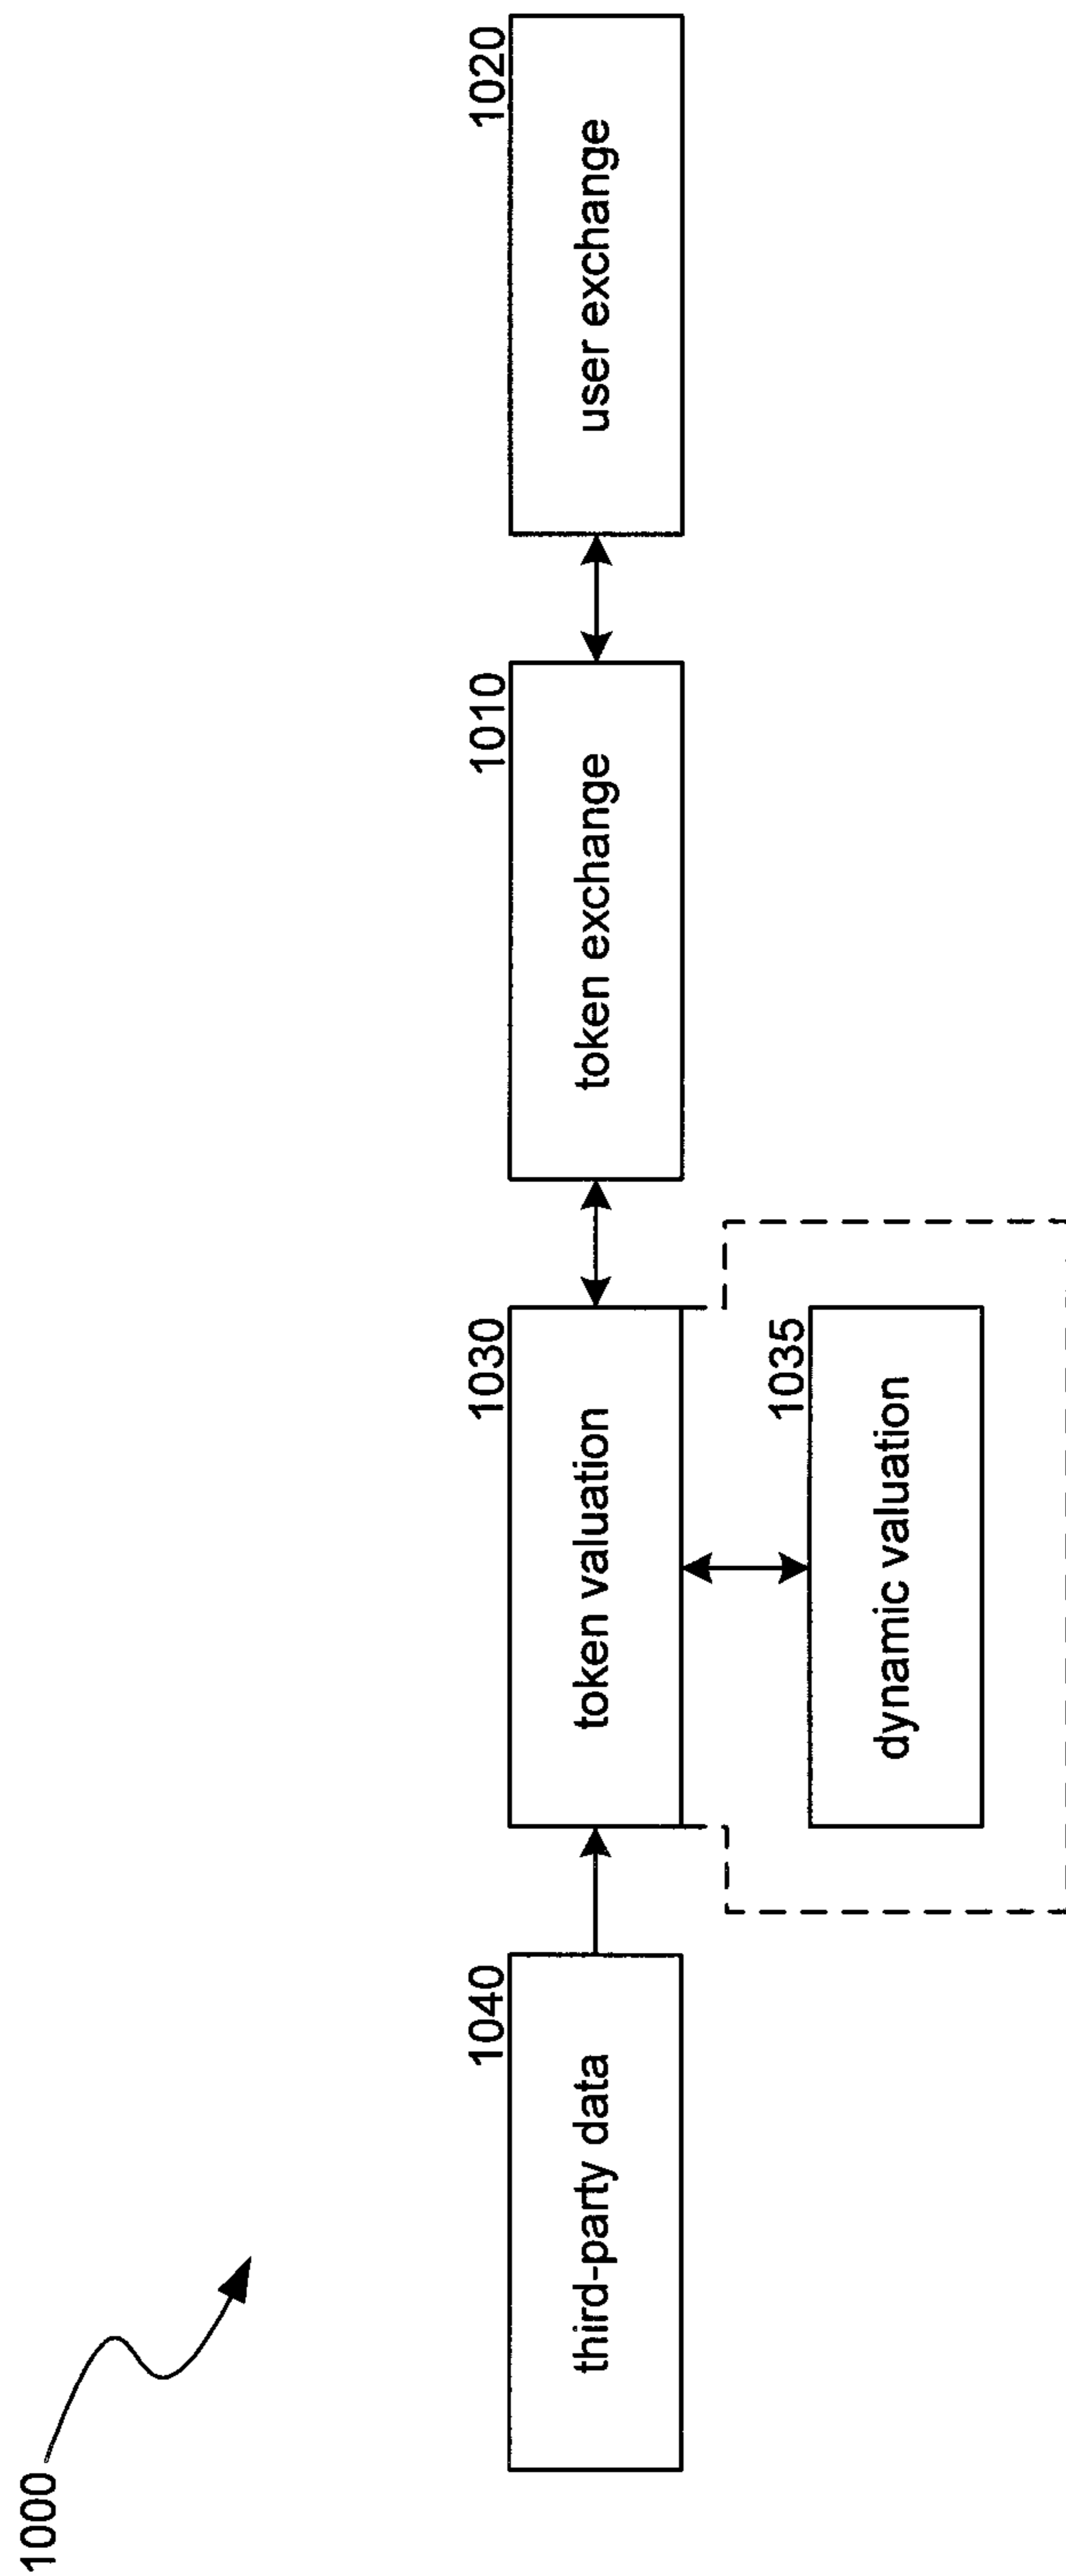 1000
1040
third-party data
1030
token valuation
1035
dynamic valuation
1010
token exchange
1020
user exchange